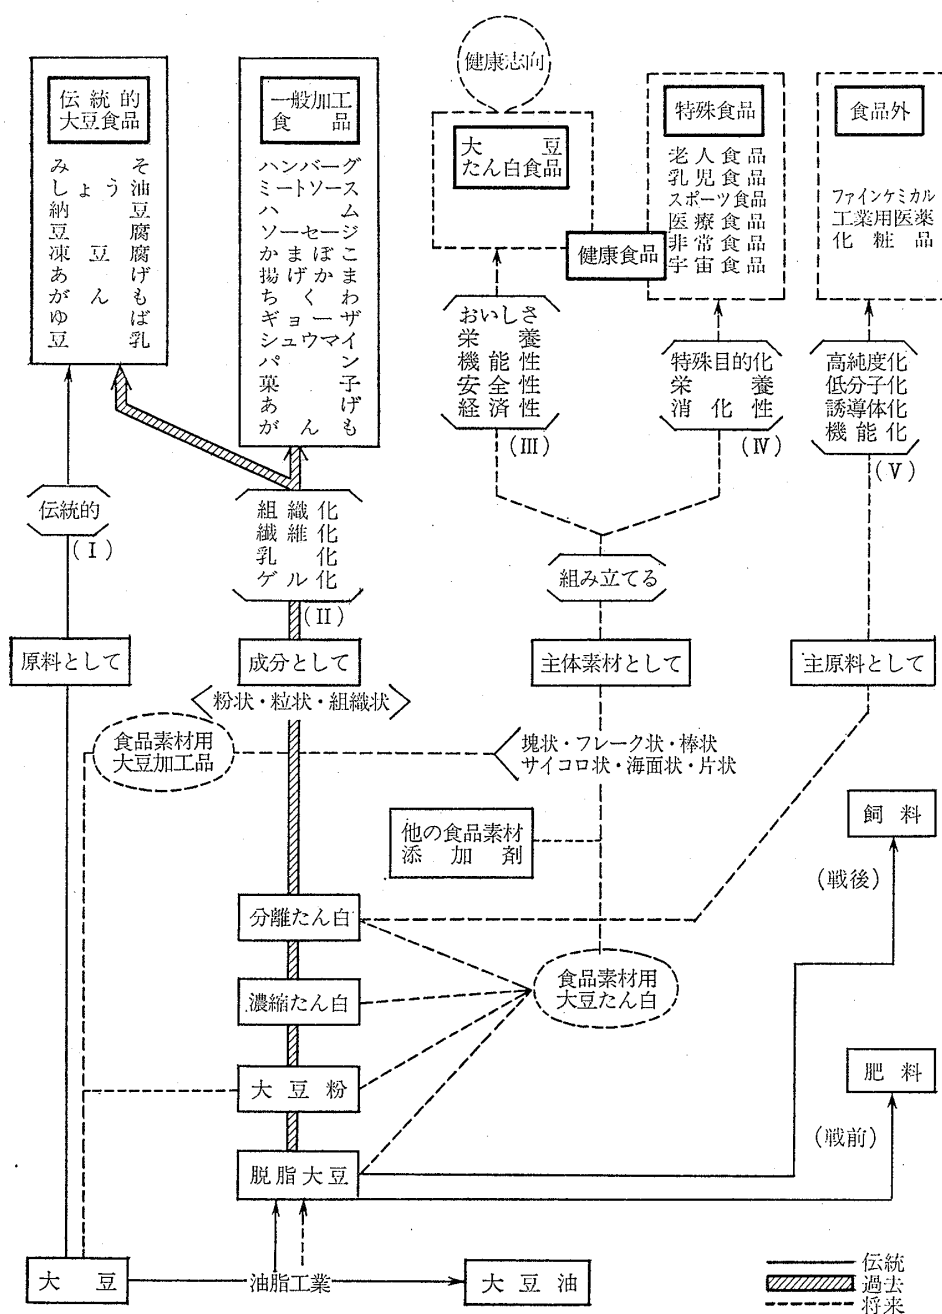 健康志向
伝統的
大豆食品
みそ
しょう油
納豆
豆腐
凍豆腐
あげ
がんも
ゆば
豆乳
一般加工
食品
ハンバーグ
ミートソース
ハム
ソーセージ
かまぼこ
揚げかま
ちくわ
ギョーザ
シュウマイ
パン
菓子
あげ
がんも
大豆
たん白食品
健康食品
特殊食品
老人食品
乳児食品
スポーツ食品
医療食品
非常食品
宇宙食品
食品外
ファインケミカル
工業用医薬
化粧品
おいしさ
栄養
機能性
安全性
経済性
(III)
特殊目的化
栄養
消化性
(IV)
高純度化
低分子化
誘導体化
機能化
(V)
伝統的
(I)
組織化
繊維化
乳化
ゲル化
(II)
組み立てる
原料として
成分として
主体素材として
主原料として
粉状・粒状・組織状
食品素材用
大豆加工品
塊状・フレーク状・棒状
サイコロ状・海面状・片状
他の食品素材
添加剤
飼料
(戦後)
分離たん白
濃縮たん白
食品素材用
大豆たん白
大豆粉
肥料
(戦前)
脱脂大豆
大豆
油脂工業
大豆油
伝統
過去
将来